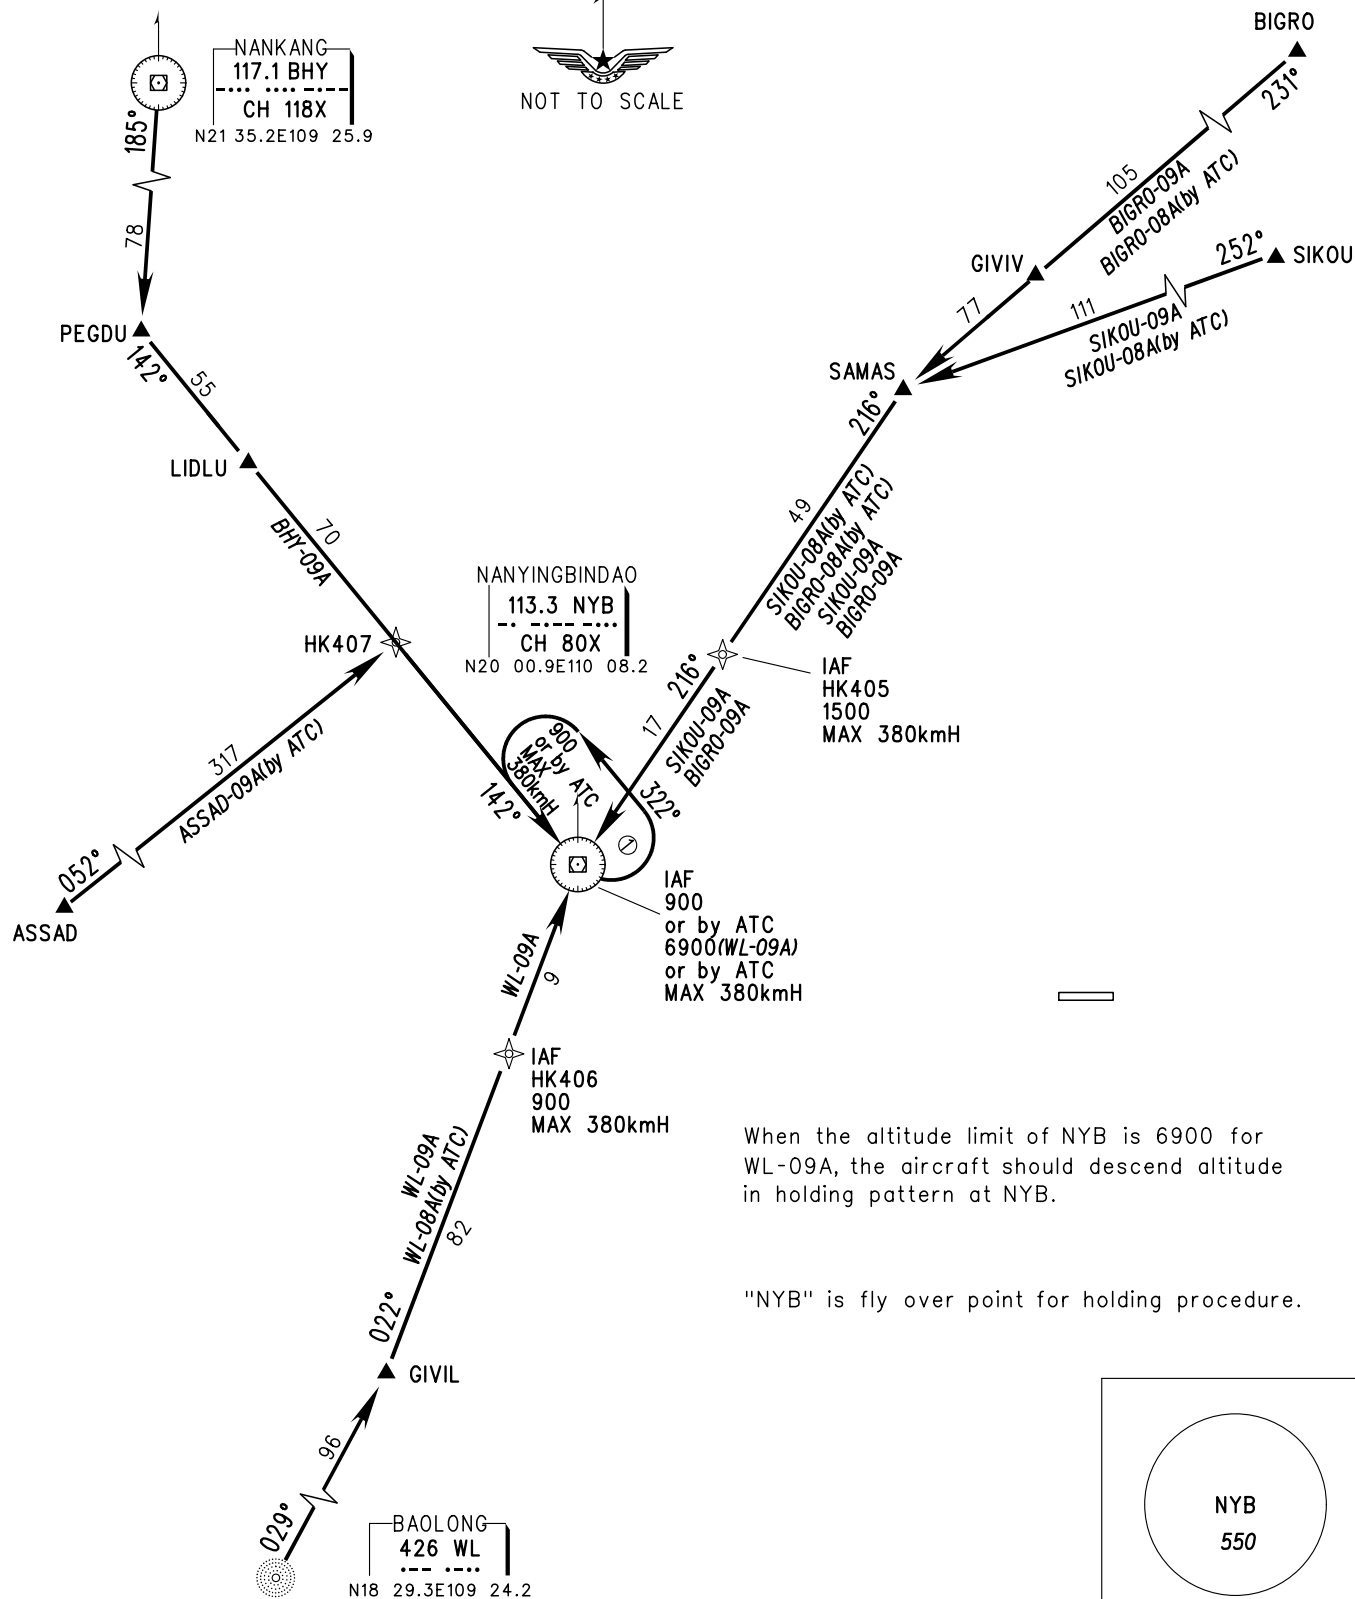 BIGRO
NANKANG
117.1 BHY
CH 118X
N21 35.2E109 25.9
NOT TO SCALE
231°
185°
105
BIGRO-09A
BIGRO-08A(by ATC)
78
252°
SIKOU
GIVIV
77
111
SIKOU-09A
SIKOU-08A(by ATC)
PEGDU
142°
55
SAMAS
216°
LIDLU
70
BHY-09A
49
SIKOU-08A(by ATC)
BIGRO-08A(by ATC)
SIKOU-09A
BIGRO-09A
NANYINGBINDAO
113.3 NYB
CH 80X
N20 00.9E110 08.2
HK407
216°
17
SIKOU-09A
BIGRO-09A
IAF
HK405
1500
MAX 380kmH
317
ASSAD-09A(by ATC)
900
or by ATC
MAX
380kmH
142°
322°
1
052°
ASSAD
IAF
900
or by ATC
6900(WL-09A)
or by ATC
MAX 380kmH
WL-09A
9
IAF
HK406
900
MAX 380kmH
WL-09A
WL-08A(by ATC)
82
When the altitude limit of NYB is 6900 for
WL-09A, the aircraft should descend altitude
in holding pattern at NYB.
"NYB" is fly over point for holding procedure.
022°
GIVIL
96
029°
BAOLONG
426 WL
N18 29.3E109 24.2
NYB
550